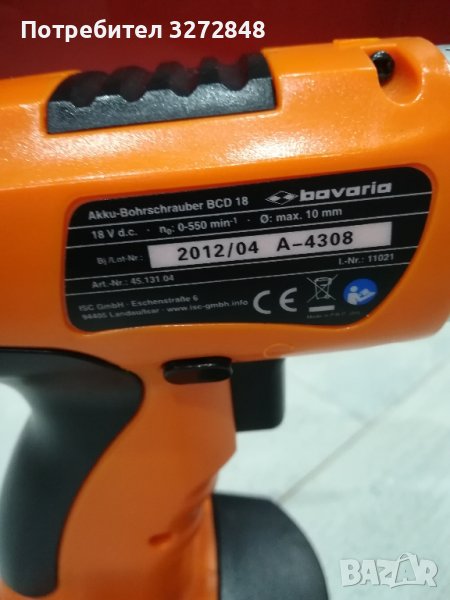 Потребител 3272848
Akku-Bohrschrauber BCD 18 bavaria
18 V d.c. · n₀: 0-550 min⁻¹ · Ø: max. 10 mm
Bj/Lot-Nr.: 2012/04 A-4308
Art.-Nr.: 45.131.04 I.-Nr.: 11021
ISC GmbH · Eschenstraße 6
94405 Landau/Isar · www.isc-gmbh.info
CE
BAZAR